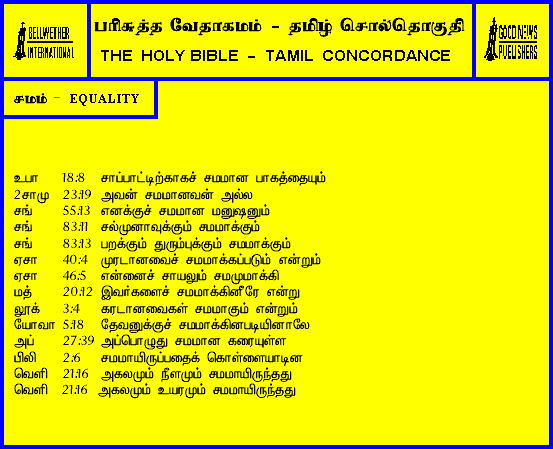 BELLWETHER INTERNATIONAL
பரிசுத்த வேதாகமம் - தமிழ் சொல்தொகுதி
THE HOLY BIBLE - TAMIL CONCORDANCE
GOOD NEWS PUBLISHERS
சமம் - EQUALITY
உபா 18:8 சாப்பாட்டிற்காகச் சமமான பாகத்தையும்
2சாமு 23:19 அவன் சமமானவன் அல்ல
சங் 55:13 எனக்குச் சமமான மனுஷனும்
சங் 83:11 சல்முனாவுக்கும் சமமாக்கும்
சங் 83:13 பறக்கும் துரும்புக்கும் சமமாக்கும்
ஏசா 40:4 முரடானவைச் சமமாக்கப்படும் என்றும்
ஏசா 46:5 என்னைச் சாயலும் சமமுமாக்கி
மத் 20:12 இவர்களைச் சமமாக்கினீரே என்று
லூக் 3:4 கரடானவைகள் சமமாகும் என்றும்
யோவா 5:18 தேவனுக்குச் சமமாக்கினபடியினாலே
அப் 27:39 அப்பொழுது சமமான கரையுள்ள
பிலி 2:6 சமமாயிருப்பதைக் கொள்ளையாடின
வெளி 21:16 அகலமும் நீளமும் சமமாயிருந்தது
வெளி 21:16 அகலமும் உயரமும் சமமாயிருந்தது